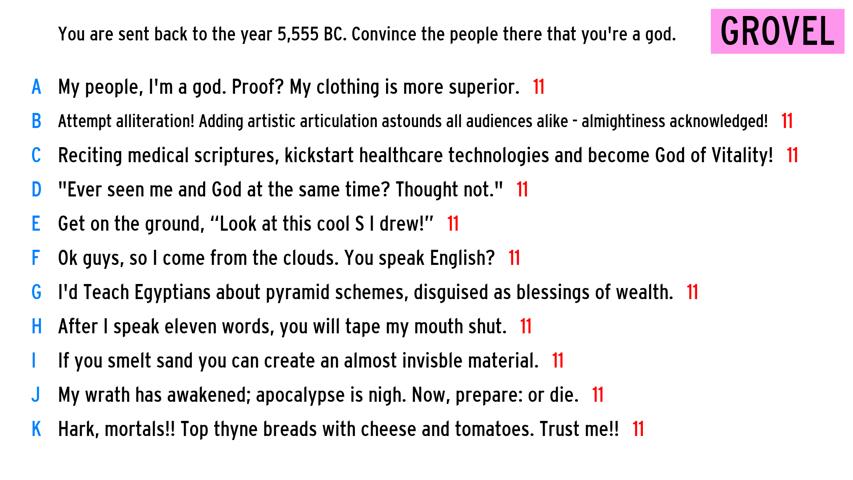 You are sent back to the year 5,555 BC. Convince the people there that you're a god.
GROVEL
A My people, I'm a god. Proof? My clothing is more superior. 11
B Attempt alliteration! Adding artistic articulation astounds all audiences alike - almightiness acknowledged! 11
C Reciting medical scriptures, kickstart healthcare technologies and become God of Vitality! 11
D "Ever seen me and God at the same time? Thought not." 11
E Get on the ground, “Look at this cool S I drew!” 11
F Ok guys, so I come from the clouds. You speak English? 11
G I'd Teach Egyptians about pyramid schemes, disguised as blessings of wealth. 11
H After I speak eleven words, you will tape my mouth shut. 11
I If you smelt sand you can create an almost invisble material. 11
J My wrath has awakened; apocalypse is nigh. Now, prepare: or die. 11
K Hark, mortals!! Top thyne breads with cheese and tomatoes. Trust me!! 11